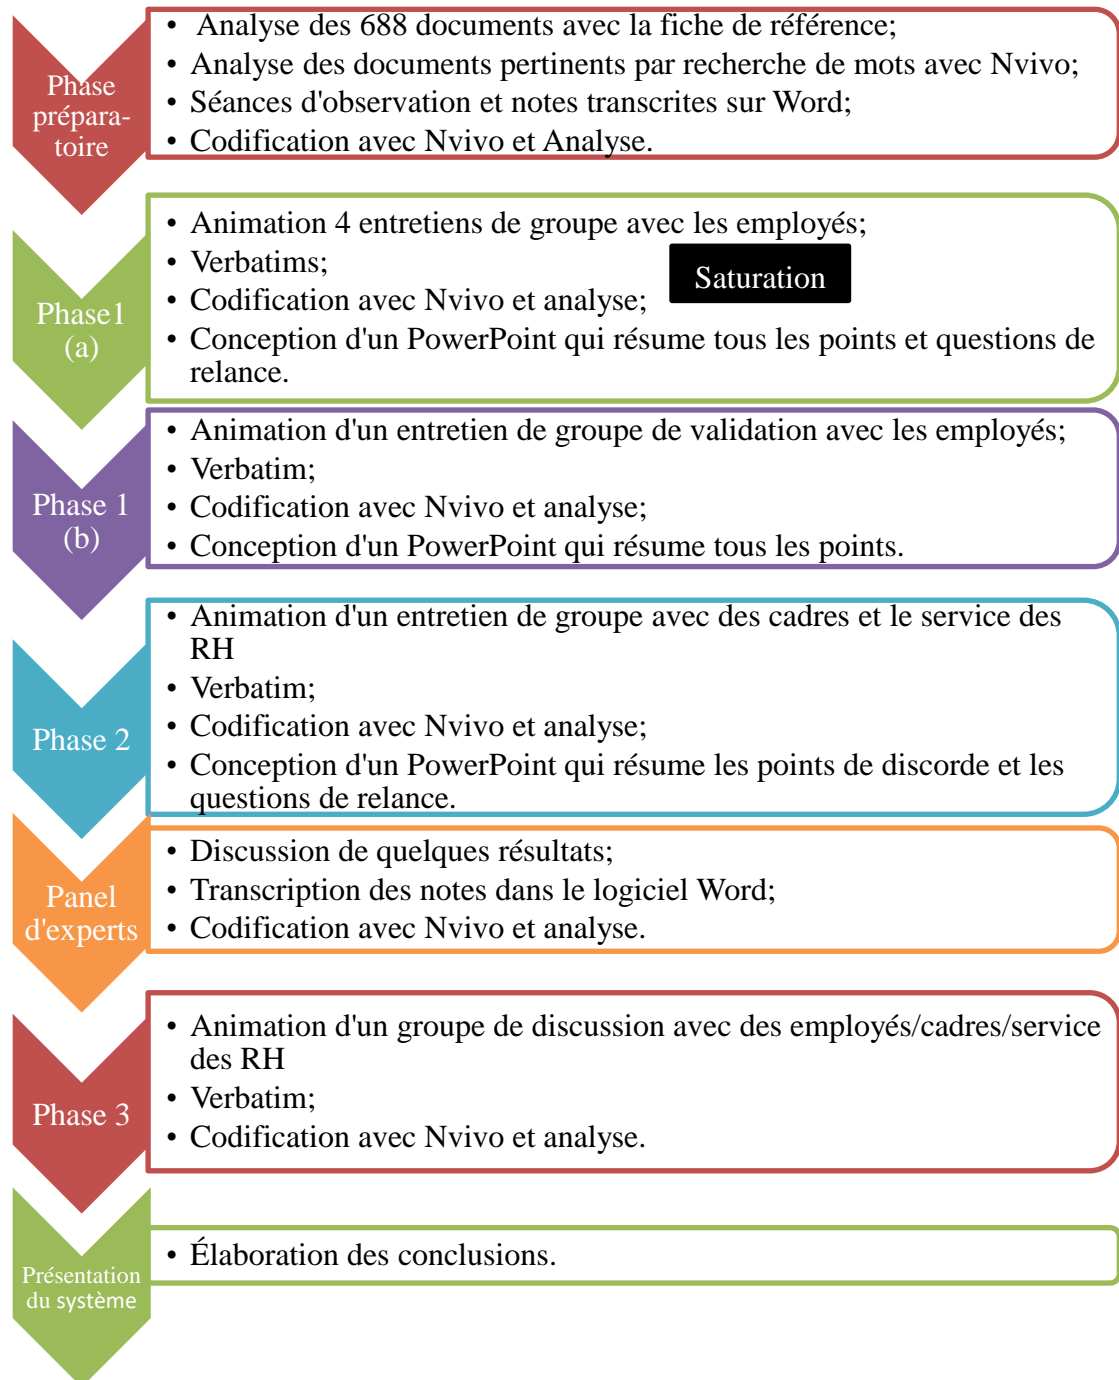 Phase
prépara-
toire
• Analyse des 688 documents avec la fiche de référence;
• Analyse des documents pertinents par recherche de mots avec Nvivo;
• Séances d'observation et notes transcrites sur Word;
• Codification avec Nvivo et Analyse.
Phase1
(a)
• Animation 4 entretiens de groupe avec les employés;
• Verbatims;
• Codification avec Nvivo et analyse;
• Conception d'un PowerPoint qui résume tous les points et questions de
relance.
Saturation
Phase 1
(b)
• Animation d'un entretien de groupe de validation avec les employés;
• Verbatim;
• Codification avec Nvivo et analyse;
• Conception d'un PowerPoint qui résume tous les points.
Phase 2
• Animation d'un entretien de groupe avec des cadres et le service des
RH
• Verbatim;
• Codification avec Nvivo et analyse;
• Conception d'un PowerPoint qui résume les points de discorde et les
questions de relance.
Panel
d'experts
• Discussion de quelques résultats;
• Transcription des notes dans le logiciel Word;
• Codification avec Nvivo et analyse.
Phase 3
• Animation d'un groupe de discussion avec des employés/cadres/service
des RH
• Verbatim;
• Codification avec Nvivo et analyse.
Présentation
du système
• Élaboration des conclusions.